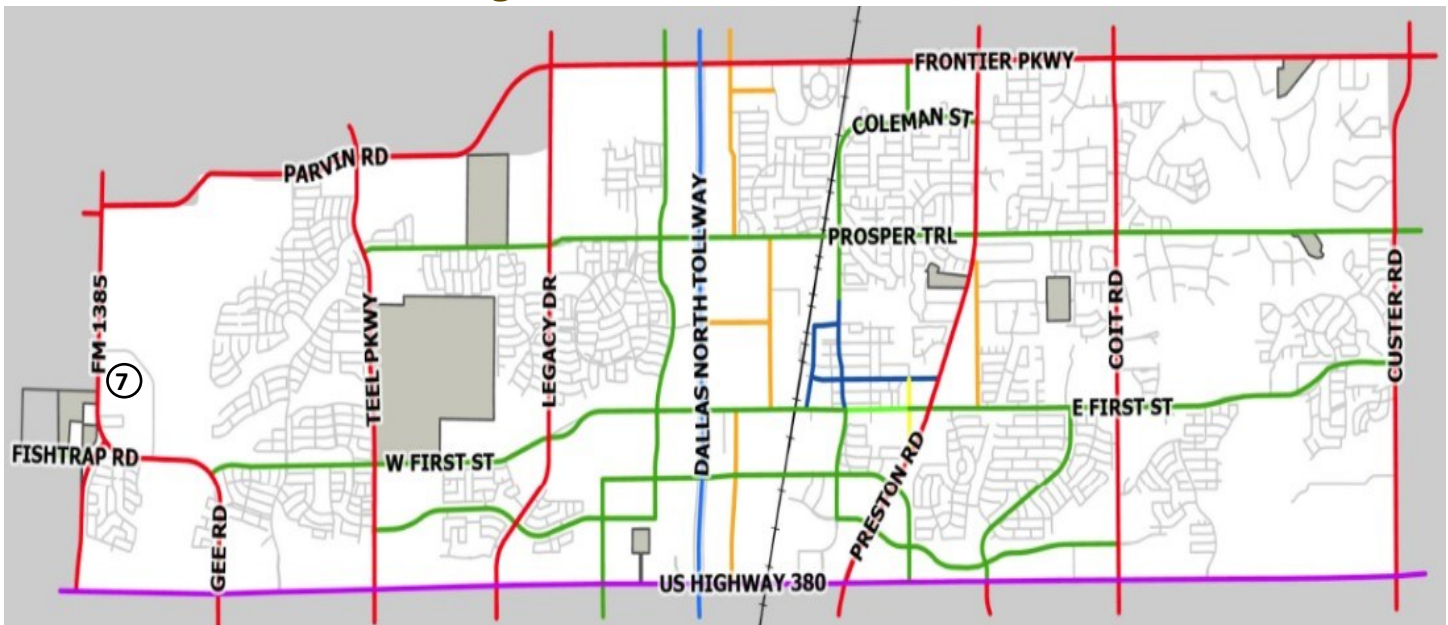 FRONTIER PKWY
COLEMAN ST
PARVIN RD
PROSPER TRL
DALLAS NORTH TOLLWAY
FM 1385
TEEL PKWY
LEGACY DR
COIT RD
CUSTER RD
7
E FIRST ST
FISHTRAP RD
W FIRST ST
PRESTON RD
GEE RD
US HIGHWAY 380